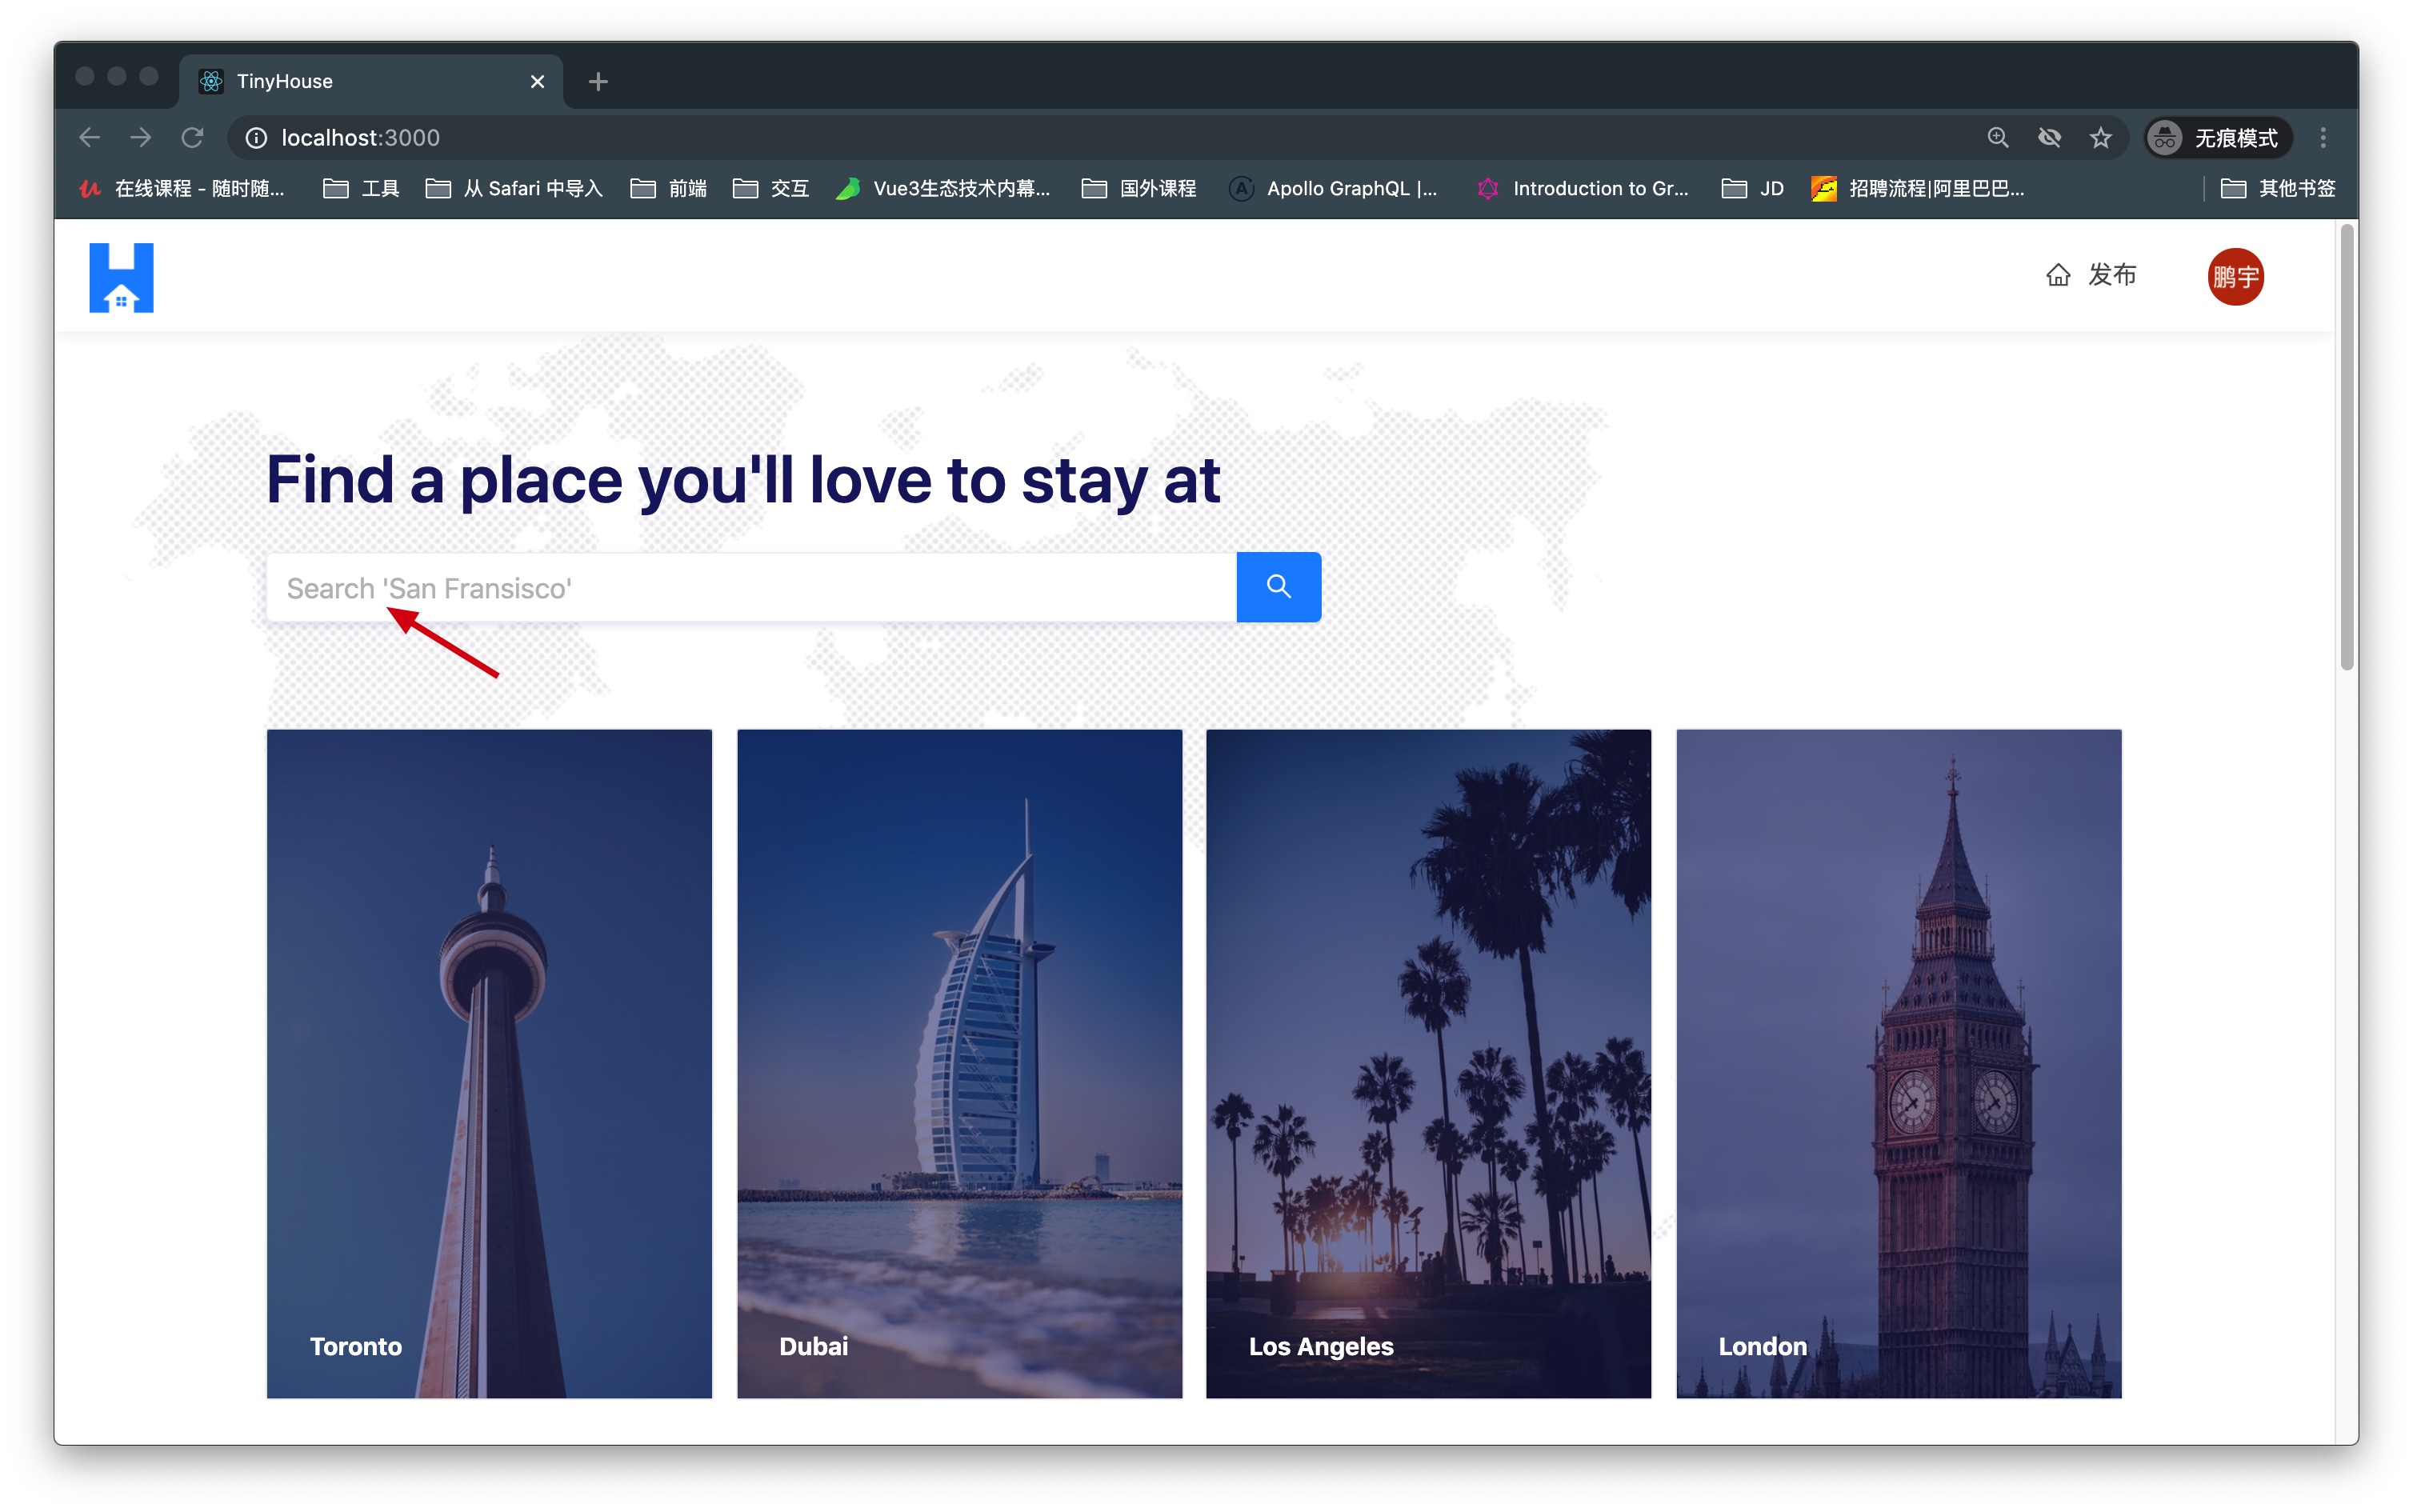 TinyHouse
localhost:3000
无痕模式
在线课程 - 随时随... 工具 从 Safari 中导入 前端 交互 Vue3生态技术内幕... 国外课程 Apollo GraphQL |... Introduction to Gr... JD 招聘流程|阿里巴巴... 其他书签
发布
鹏宇
Find a place you'll love to stay at
Search 'San Fransisco'
Toronto
Dubai
Los Angeles
London